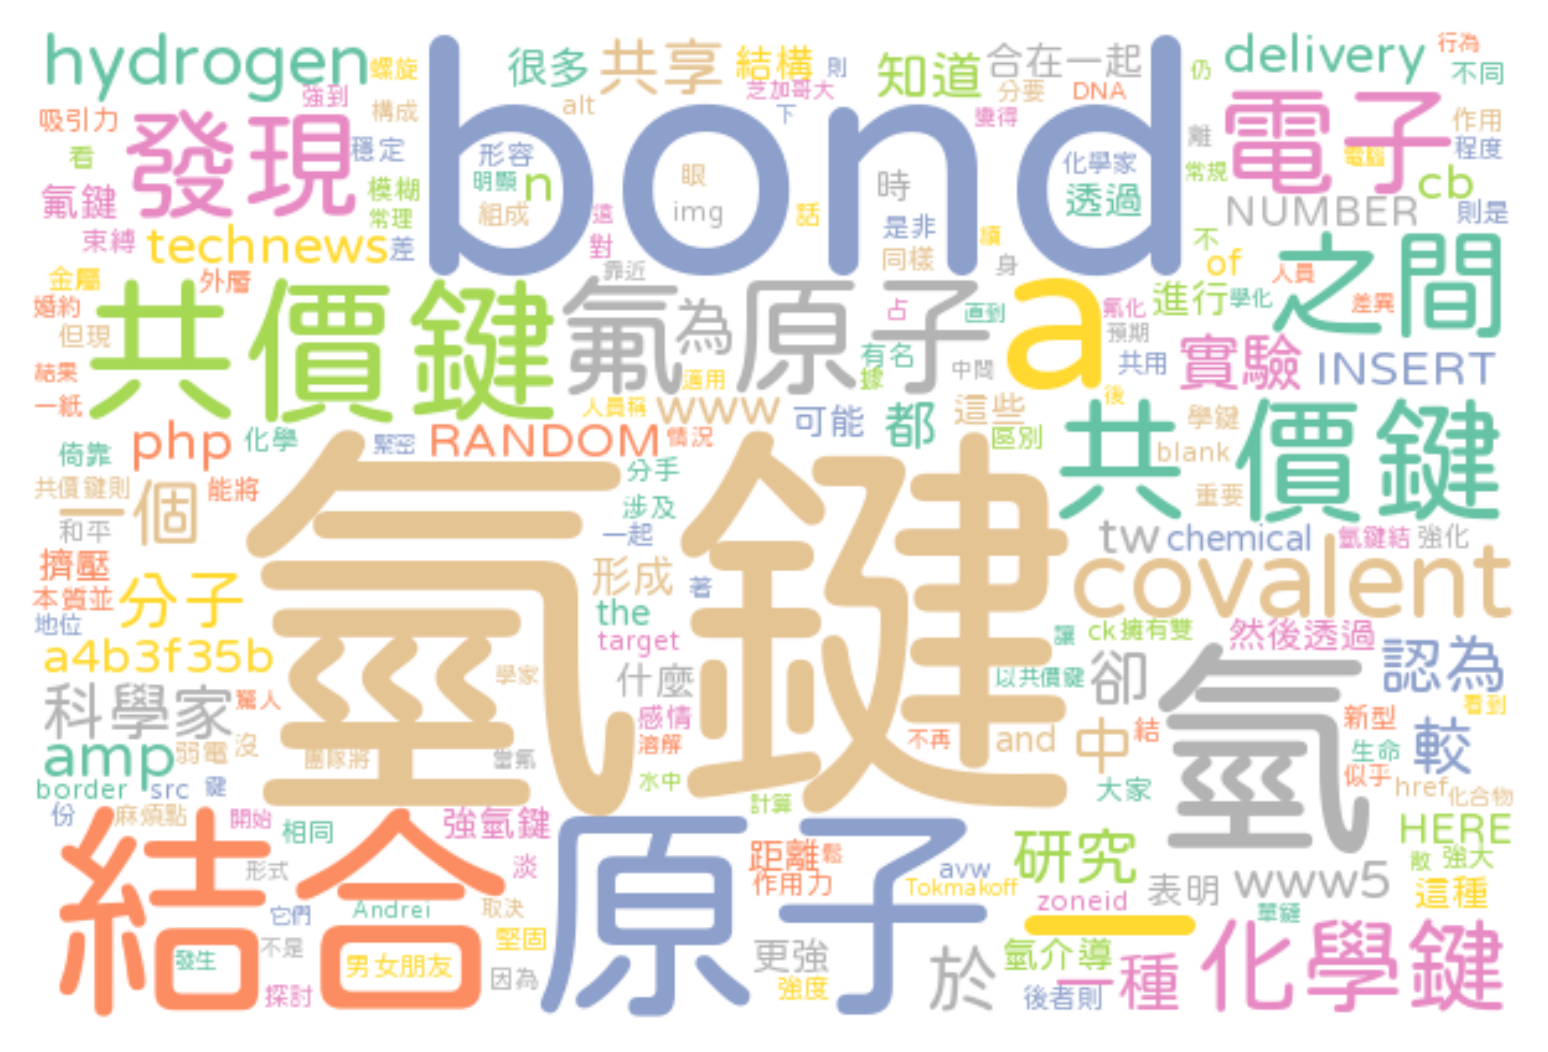 hydrogen
螺旋
很多
共享
結構
則
知道
合在一起
仍
delivery
行為
不同
強到
構成
alt
芝加哥大
下
分要
變得
DNA
吸引力
看
發現
穩定
bond
形容
明顯
n
組成
眼
img
話
時
化學家
透過
離
常規
電子
電腦
作用
程度
cb
氟鍵
模糊
常理
束縛
technews
差
對
是非
同樣
續
身
不
of
NUMBER
則是
人員
之間
金屬
外層
婚約
但現
靠近
共價鍵
氟原子
為
占
直到
a
氟化
預期
進行
學化
差異
結果
一紙
適用
有名
據
中間
共用
實驗
INSERT
後
人員稱
www
可能
都
這些
區別
學鍵
blank
重要
共價鍵
倚靠
php
化學
緊密
RANDOM
情況
共價鍵則
一個
能將
和平
分手
涉及
一起
氫鍵
tw
chemical
氫鍵結
強化
擠壓
本質並
地位
分子
形成
著
the
target
covalent
讓
ck
擁有雙
然後透過
a4b3f35b
科學家
驚人
學家
什麼
感情
溶解
以共價鍵
卻
氫
認為
看到
amp
弱電
沒
團隊將
當氟
不再
and
中
結
新型
生命
較
似乎
border
src
鍵
水中
計算
大家
href
化合物
份
麻煩點
開始
相同
強氫鍵
原子
距離
鬆
作用力
avw
Tokmakoff
研究
HERE
敵
強大
結合
形式
淡
zoneid
表明
www5
這種
它們
Andrei
取決
一
單鍵
發生
不是
男女朋友
堅固
因為
更強
強度
於
氫介導
一種
化學鍵
探討
後者則